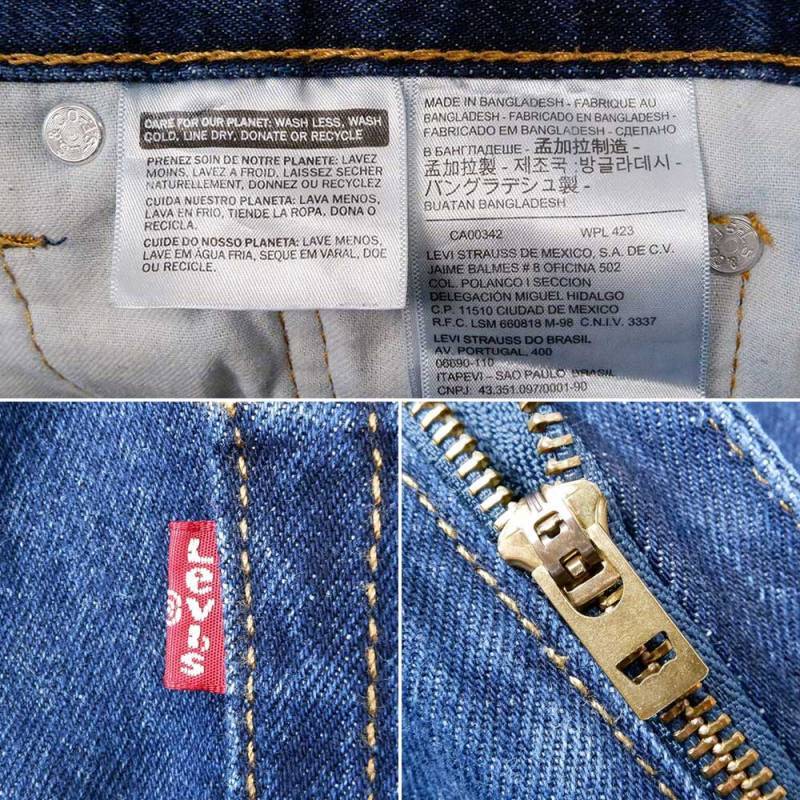 CARE FOR OUR PLANET: WASH LESS, WASH
COLD, LINE DRY, DONATE OR RECYCLE
PRENEZ SOIN DE NOTRE PLANETE: LAVEZ
MOINS, LAVEZ A FROID, LAISSEZ SECHER
NATURELLEMENT, DONNEZ OU RECYCLEZ
CUIDA NUESTRO PLANETA: LAVA MENOS,
LAVA EN FRIO, TIENDE LA ROPA, DONA O
RECICLA.
CUIDE DO NOSSO PLANETA: LAVE MENOS,
LAVE EM ÁGUA FRIA, SEQUE EM VARAL, DOE
OU RECICLE.
MADE IN BANGLADESH - FABRIQUE AU
BANGLADESH - FABRICADO EN BANGLADESH -
FABRICADO EM BANGLADESH - СДЕЛАНО
В БАНГЛАДЕШЕ - 孟加拉制造 -
孟加拉製 - 제조국 : 방글라데시 -
バングラデシュ製 -
BUATAN BANGLADESH
CA00342 WPL 423
LEVI STRAUSS DE MEXICO, S.A. DE C.V.
JAIME BALMES # 8 OFICINA 502
COL. POLANCO I SECCION
DELEGACIÓN MIGUEL HIDALGO
C.P. 11510 CIUDAD DE MEXICO
R.F.C. LSM 660818 M-98 C.N.I.V. 3337
LEVI STRAUSS DO BRASIL
AV. PORTUGAL, 400
06690-110
ITAPEVI - SAO PAULO BRASIL
CNPJ: 43.351.097/0001-90
Levi's
®